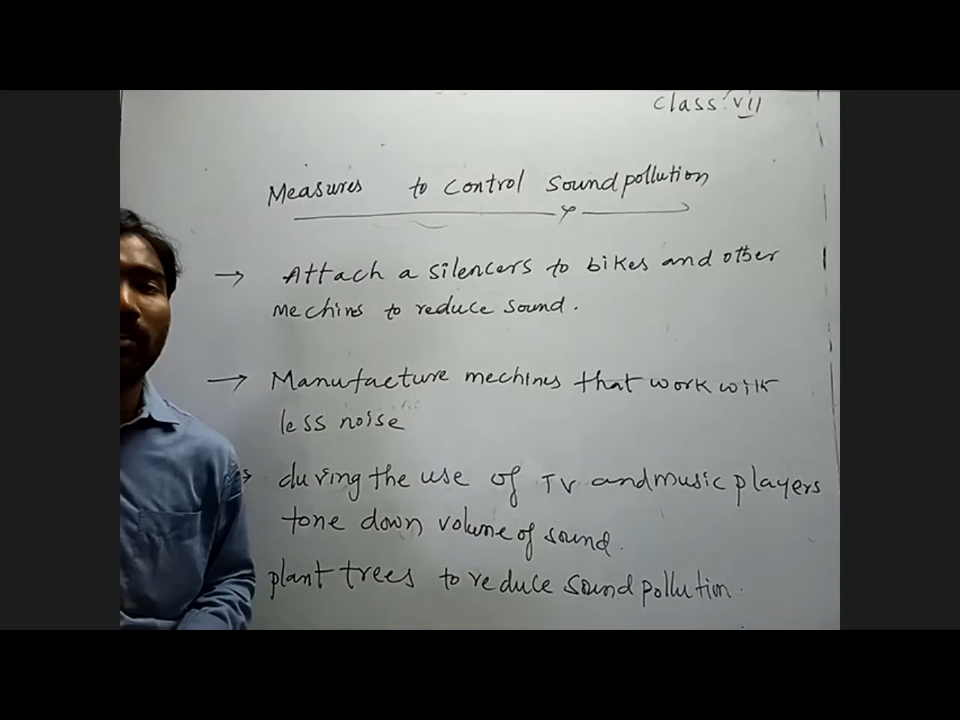 Class: VII
Measures to control sound pollution
→ Attach a silencers to bikes and other
mechins to reduce sound.
→ Manufacture mechines that work with
less noise
→ during the use of TV and music players
tone down volume of sound.
plant trees to reduce sound pollution.